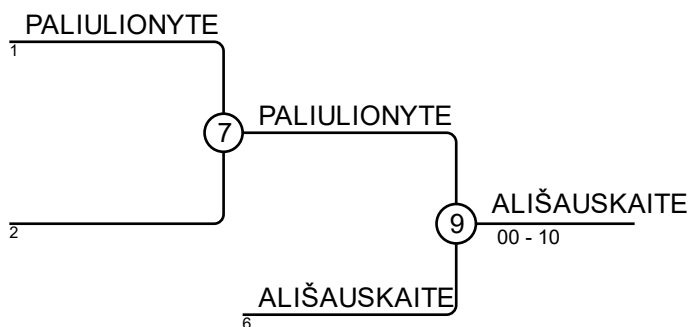 PALIULIONYTE
1
7
PALIULIONYTE
2
ALIŠAUSKAITE
9
00 - 10
ALIŠAUSKAITE
6